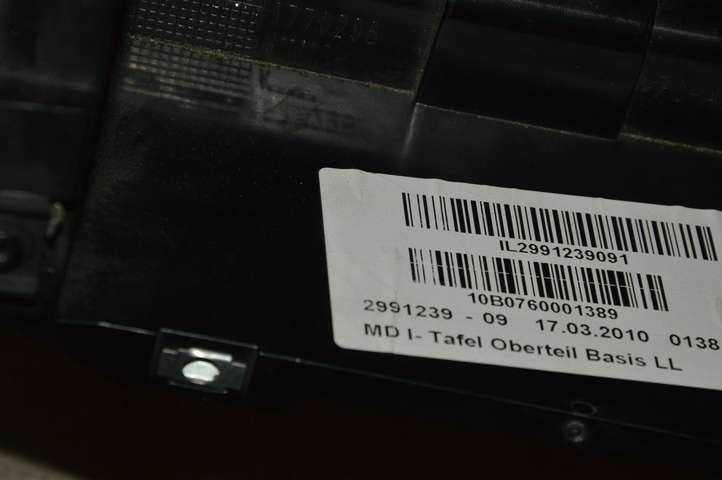 IL2991239091
10B0760001389
2991239 - 09 17.03.2010 0138
MD I- Tafel Oberteil Basis LL